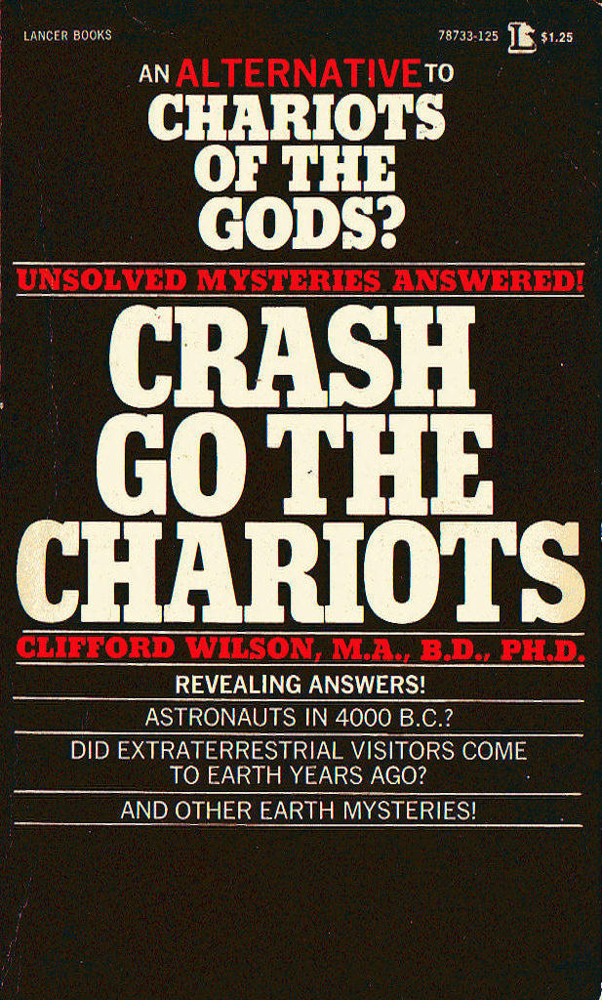 LANCER BOOKS
78733-125 L $1.25
AN ALTERNATIVE TO
CHARIOTS
OF THE
GODS?
UNSOLVED MYSTERIES ANSWERED!
CRASH
GO THE
CHARIOTS
CLIFFORD WILSON, M.A., B.D., PH.D.
REVEALING ANSWERS!
ASTRONAUTS IN 4000 B.C.?
DID EXTRATERRESTRIAL VISITORS COME
TO EARTH YEARS AGO?
AND OTHER EARTH MYSTERIES!